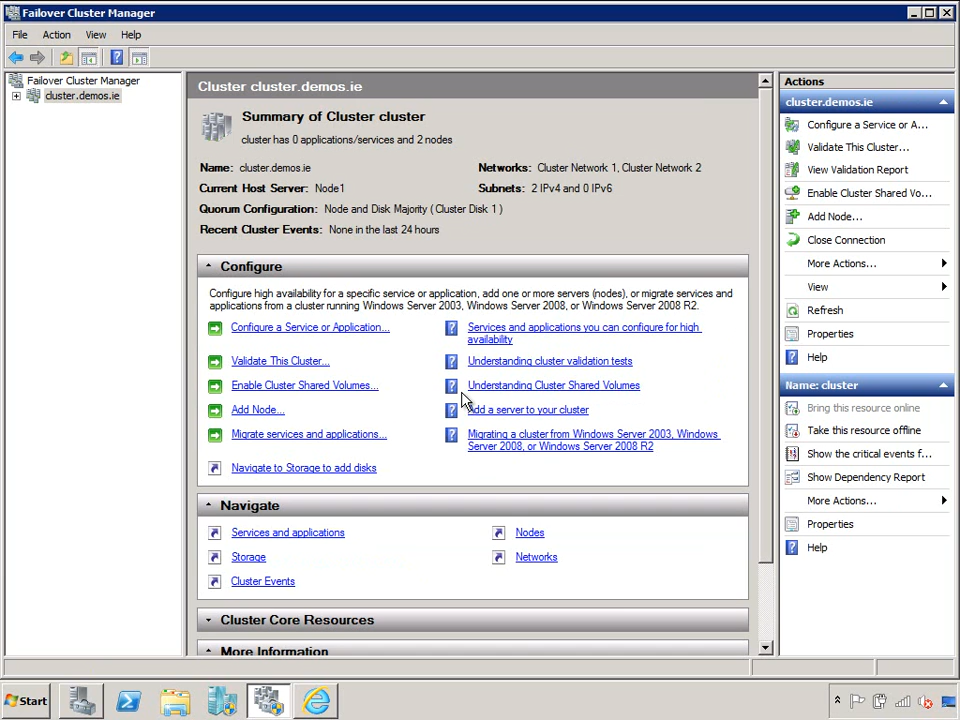 Failover Cluster Manager
File Action View Help
Failover Cluster Manager
cluster.demos.ie
Cluster cluster.demos.ie
Summary of Cluster cluster
cluster has 0 applications/services and 2 nodes
Name: cluster.demos.ie
Networks: Cluster Network 1, Cluster Network 2
Current Host Server: Node1
Subnets: 2 IPv4 and 0 IPv6
Quorum Configuration: Node and Disk Majority (Cluster Disk 1 )
Recent Cluster Events: None in the last 24 hours
Configure
Configure high availability for a specific service or application, add one or more servers (nodes), or migrate services and
applications from a cluster running Windows Server 2003, Windows Server 2008, or Windows Server 2008 R2.
Configure a Service or Application...
Services and applications you can configure for high
availability
Validate This Cluster...
Understanding cluster validation tests
Enable Cluster Shared Volumes...
Understanding Cluster Shared Volumes
Add Node...
Add a server to your cluster
Migrate services and applications...
Migrating a cluster from Windows Server 2003, Windows
Server 2008, or Windows Server 2008 R2
Navigate to Storage to add disks
Navigate
Services and applications
Nodes
Storage
Networks
Cluster Events
Cluster Core Resources
More Information
Actions
cluster.demos.ie
Configure a Service or A...
Validate This Cluster...
View Validation Report
Enable Cluster Shared Vo...
Add Node...
Close Connection
More Actions...
View
Refresh
Properties
Help
Name: cluster
Bring this resource online
Take this resource offline
Show the critical events f...
Show Dependency Report
More Actions...
Properties
Help
Start